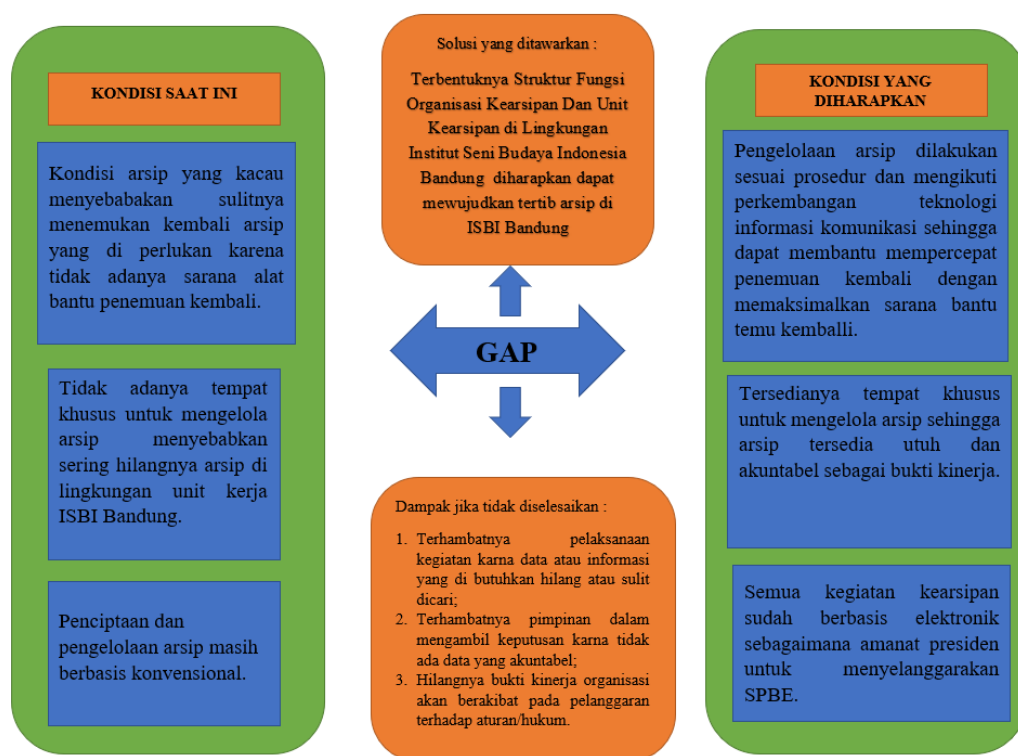 KONDISI SAAT INI
Kondisi arsip yang kacau
menyebabakan sulitnya
menemukan kembali arsip
yang di perlukan karena
tidak adanya sarana alat
bantu penemuan kembali.
Tidak adanya tempat
khusus untuk mengelola
arsip menyebabkan
sering hilangnya arsip di
lingkungan unit kerja
ISBI Bandung.
Penciptaan dan
pengelolaan arsip masih
berbasis konvensional.
Solusi yang ditawarkan :
Terbentuknya Struktur Fungsi
Organisasi Kearsipan Dan Unit
Kearsipan di Lingkungan
Institut Seni Budaya Indonesia
Bandung diharapkan dapat
mewujudkan tertib arsip di
ISBI Bandung
GAP
Dampak jika tidak diselesaikan :
1. Terhambatnya pelaksanaan
kegiatan karna data atau informasi
yang di butuhkan hilang atau sulit
dicari;
2. Terhambatnya pimpinan dalam
mengambil keputusan karna tidak
ada data yang akuntabel;
3. Hilangnya bukti kinerja organisasi
akan berakibat pada pelanggaran
terhadap aturan/hukum.
KONDISI YANG
DIHARAPKAN
Pengelolaan arsip dilakukan
sesuai prosedur dan mengikuti
perkembangan teknologi
informasi komunikasi sehingga
dapat membantu mempercepat
penemuan kembali dengan
memaksimalkan sarana bantu
temu kemballi.
Tersedianya tempat khusus
untuk mengelola arsip sehingga
arsip tersedia utuh dan
akuntabel sebagai bukti kinerja.
Semua kegiatan kearsipan
sudah berbasis elektronik
sebagaimana amanat presiden
untuk menyelanggarakan
SPBE.